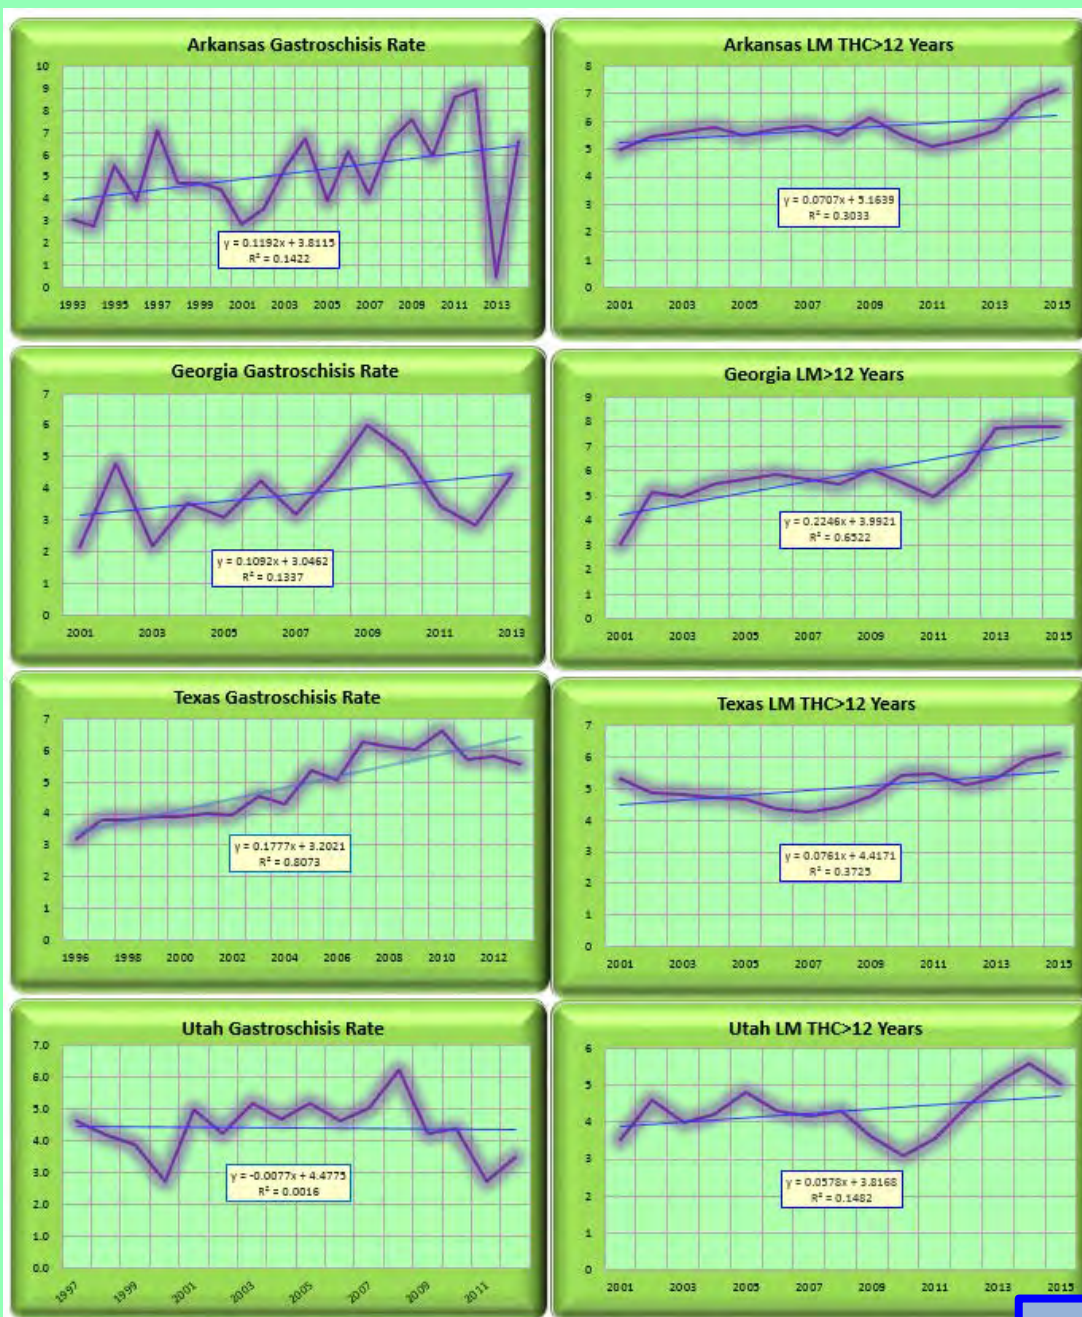 Arkansas Gastroschisis Rate
10
9
8
7
6
5
4
3
2
1
0
y = 0.1192x + 3.8115
R² = 0.1422
1993 1995 1997 1999 2001 2003 2005 2007 2009 2011 2013
Arkansas LM THC>12 Years
8
7
6
5
4
3
2
1
0
y = 0.0707x + 5.1639
R² = 0.3033
2001 2003 2005 2007 2009 2011 2013 2015
Georgia Gastroschisis Rate
7
6
5
4
3
2
1
0
y = 0.1092x + 3.0462
R² = 0.1337
2001 2003 2005 2007 2009 2011 2013
Georgia LM>12 Years
9
8
7
6
5
4
3
2
1
0
y = 0.2246x + 3.9921
R² = 0.6522
2001 2003 2005 2007 2009 2011 2013 2015
Texas Gastroschisis Rate
7
6
5
4
3
2
1
0
y = 0.1777x + 3.2021
R² = 0.8073
1996 1998 2000 2002 2004 2006 2008 2010 2012
Texas LM THC>12 Years
7
6
5
4
3
2
1
0
y = 0.0761x + 4.4171
R² = 0.3725
2001 2003 2005 2007 2009 2011 2013 2015
Utah Gastroschisis Rate
7.0
6.0
5.0
4.0
3.0
2.0
1.0
0.0
y = -0.0077x + 4.4775
R² = 0.0016
1997 1999 2001 2003 2005 2007 2009 2011
Utah LM THC>12 Years
6
5
4
3
2
1
0
y = 0.0578x + 3.8168
R² = 0.1482
2001 2003 2005 2007 2009 2011 2013 2015